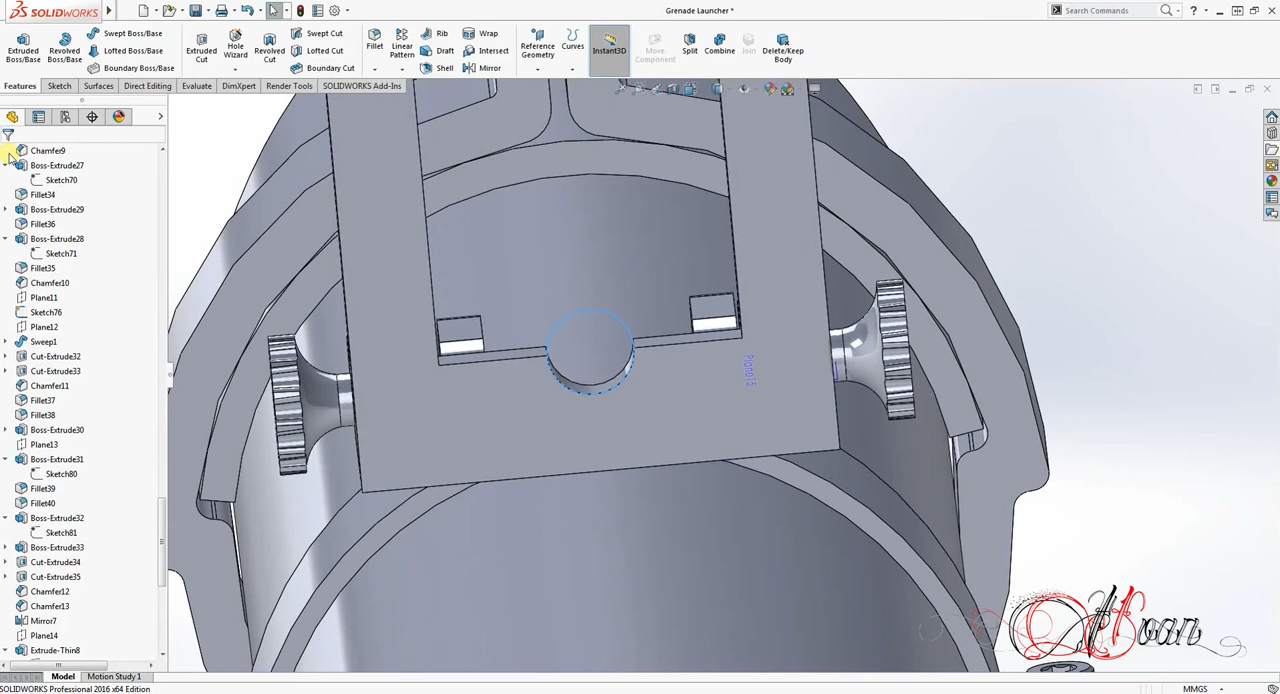 SOLIDWORKS
Grenade Launcher *
Search Commands
Extruded Boss/Base
Revolved Boss/Base
Swept Boss/Base
Lofted Boss/Base
Boundary Boss/Base
Extruded Cut
Hole Wizard
Revolved Cut
Swept Cut
Lofted Cut
Boundary Cut
Fillet
Linear Pattern
Rib
Draft
Shell
Wrap
Intersect
Mirror
Reference Geometry
Curves
Instant3D
Move Component
Split
Combine
Join
Delete/Keep Body
Features
Sketch
Surfaces
Direct Editing
Evaluate
DimXpert
Render Tools
SOLIDWORKS Add-Ins
Chamfer9
Boss-Extrude27
Sketch70
Fillet34
Boss-Extrude29
Fillet36
Boss-Extrude28
Sketch71
Fillet35
Chamfer10
Plane11
Sketch76
Plane12
Sweep1
Cut-Extrude32
Cut-Extrude33
Chamfer11
Fillet37
Fillet38
Boss-Extrude30
Plane13
Boss-Extrude31
Sketch80
Fillet39
Fillet40
Boss-Extrude32
Sketch81
Boss-Extrude33
Cut-Extrude34
Cut-Extrude35
Chamfer12
Chamfer13
Mirror7
Plane14
Extrude-Thin8
Plane15
Model
Motion Study 1
SOLIDWORKS Professional 2016 x64 Edition
MMGS